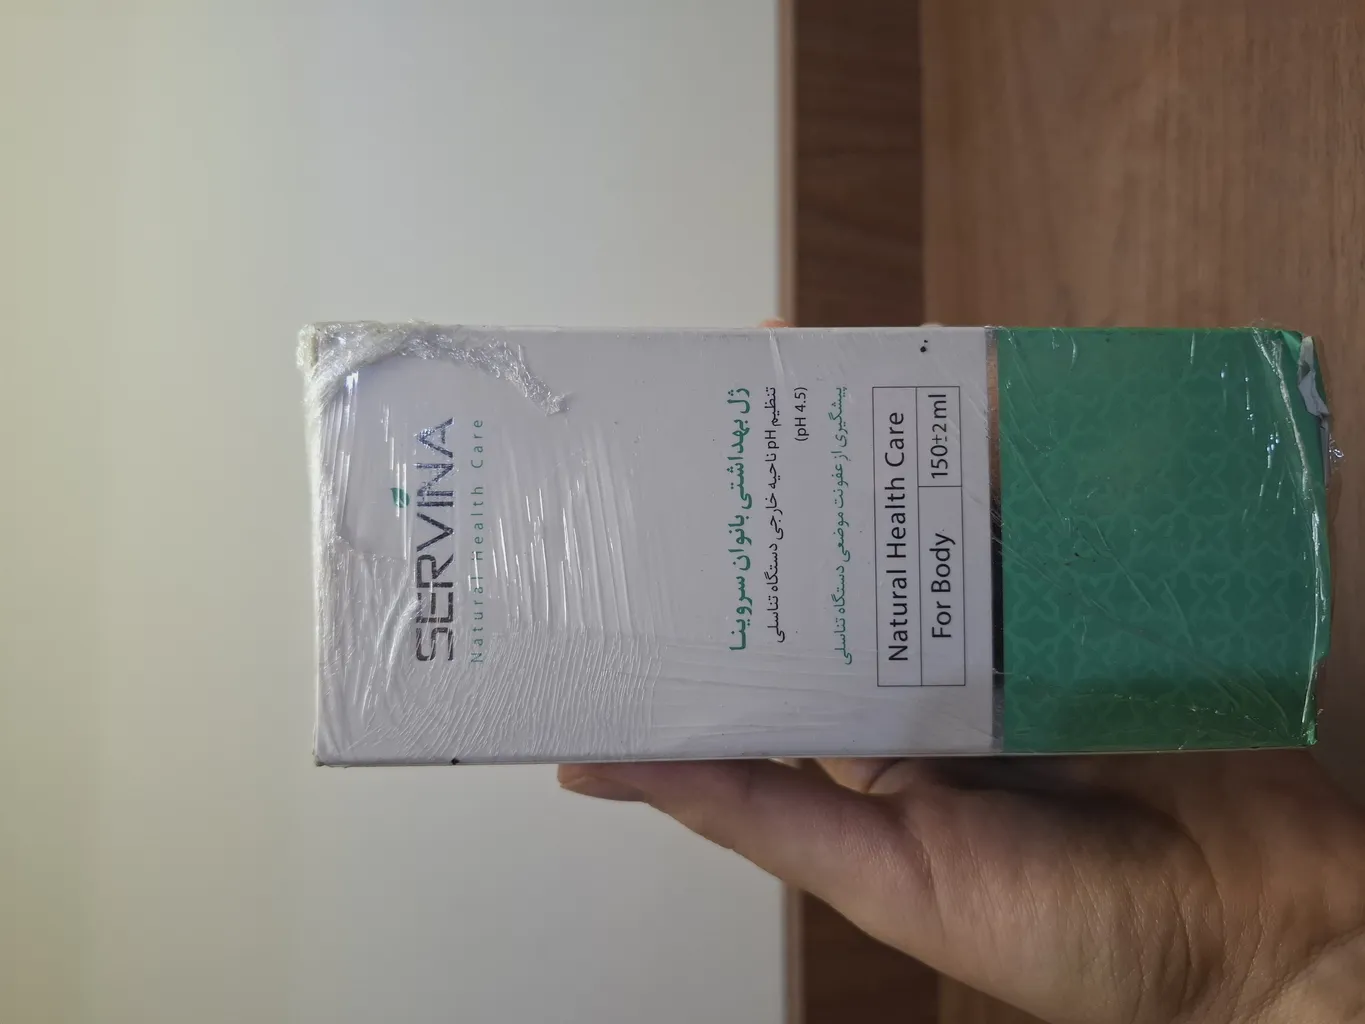 SERVINA
Natural Health Care
ژل بهداشتی بانوان سروینا
تنظیم pH ناحیه خارجی دستگاه تناسلی
(pH 4.5)
پیشگیری از عفونت موضعی دستگاه تناسلی
Natural Health Care
For Body 150±2 ml